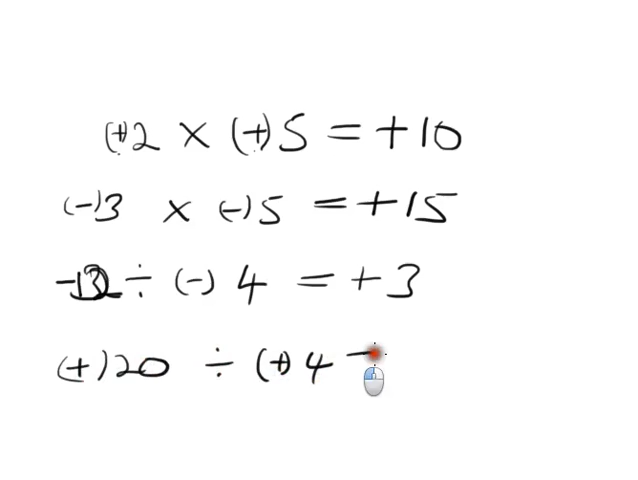 (+)2 × (+)5 = +10
(-)3 × (-)5 = +15
-12 ÷ (-) 4 = +3
(+)20 ÷ (+)4 -